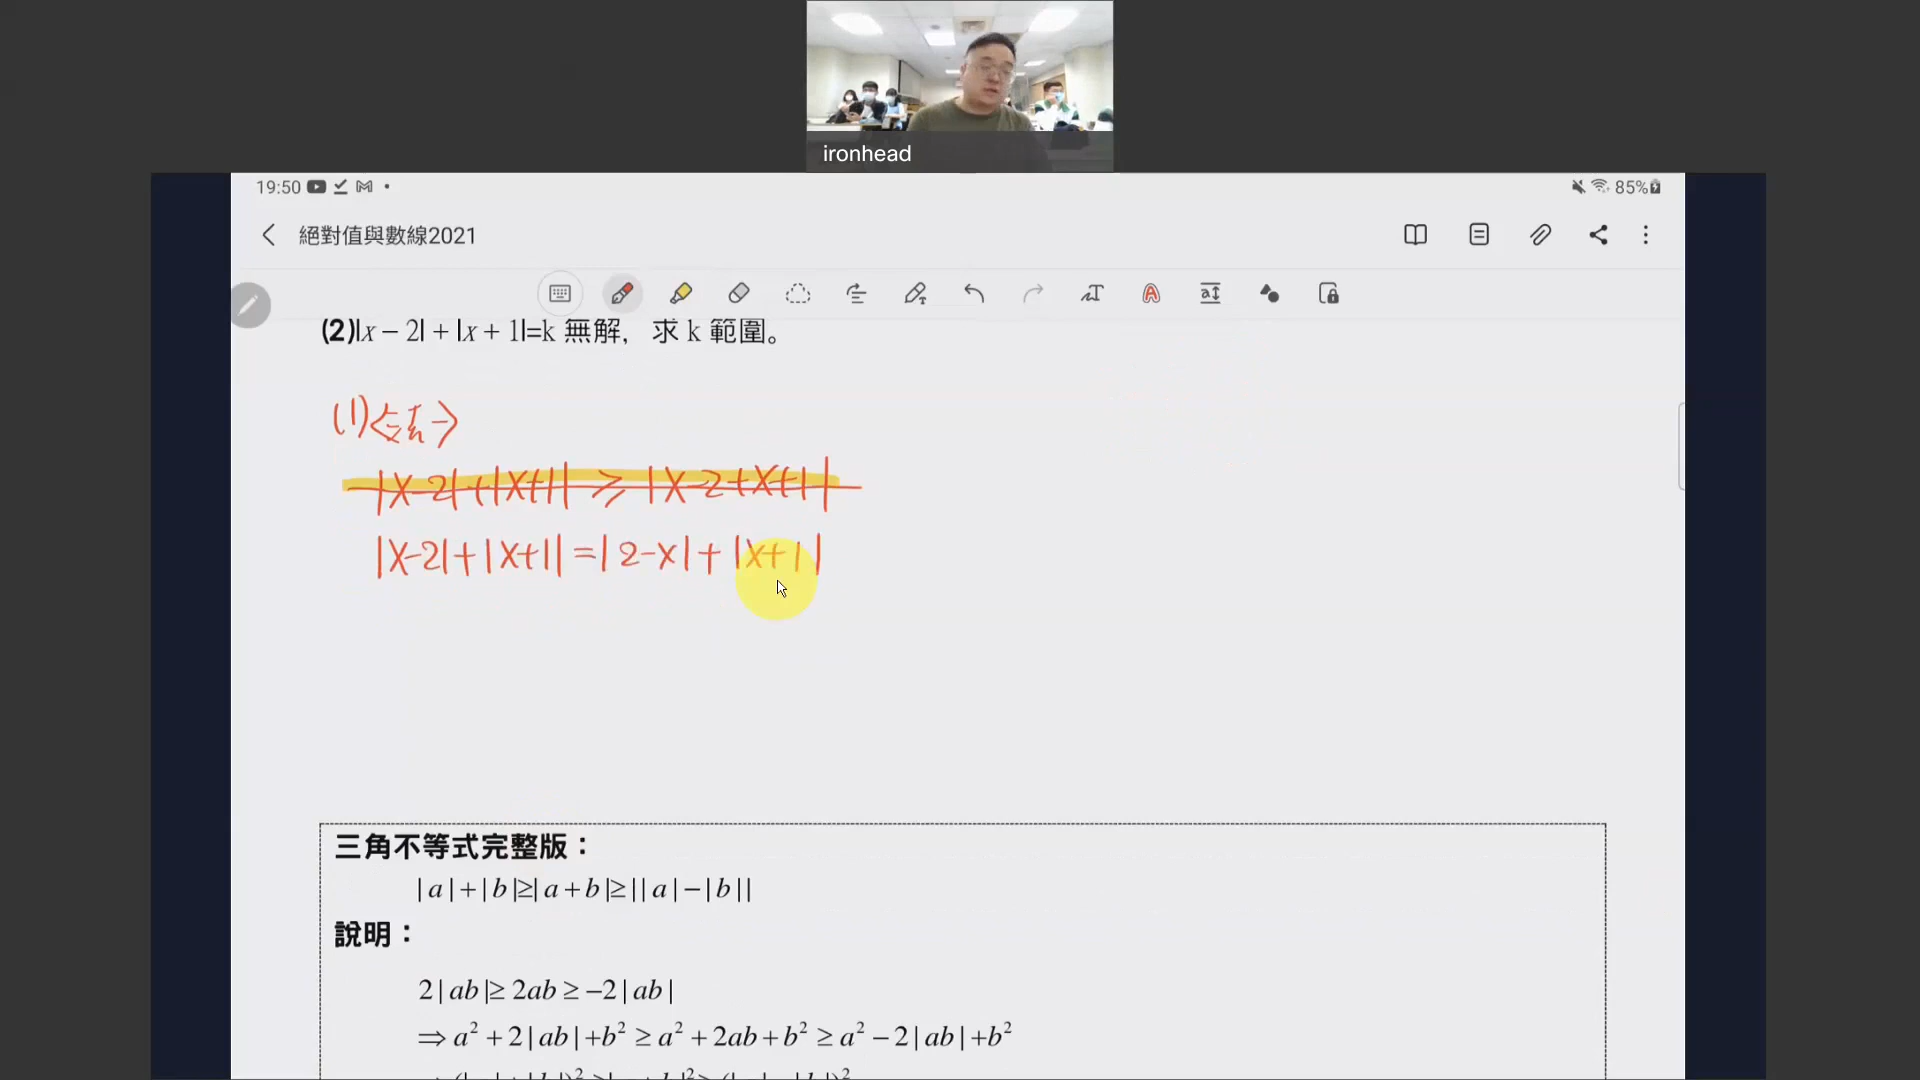 ironhead
19:50
85%
絕對值與數線2021
(2)|x − 2| + |x + 1|=k 無解, 求 k 範圍。
(1)<法一>
|x-2|+|x+1| ≥ |x-2+x+1|
|x-2|+|x+1|=|2-x|+|x+1|
三角不等式完整版：
|a|+|b|≥|a+b|≥||a|−|b||
說明：
2|ab|≥2ab≥−2|ab|
⇒a²+2|ab|+b²≥a²+2ab+b²≥a²−2|ab|+b²